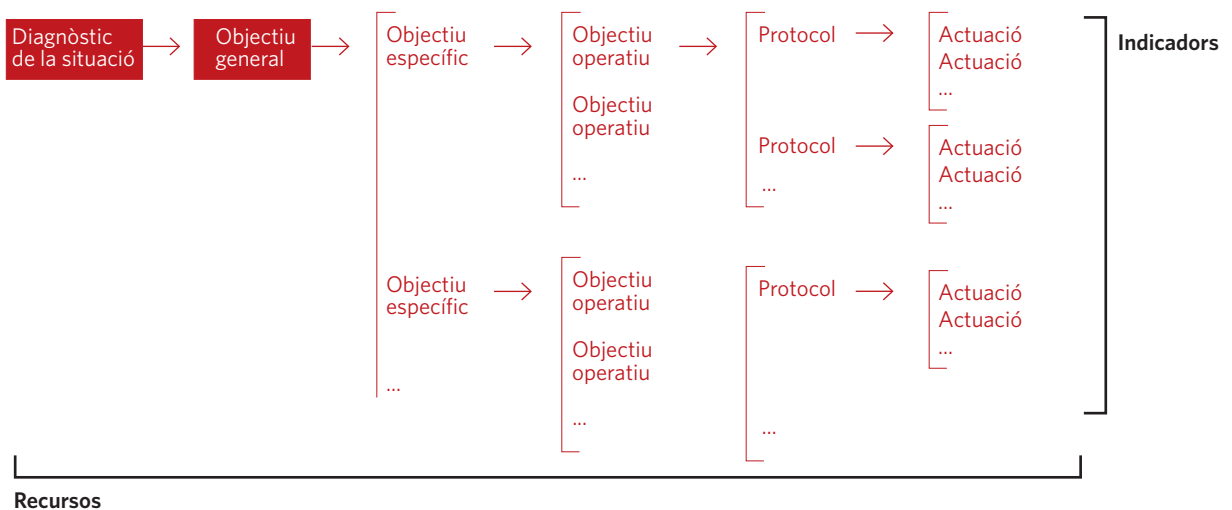 Diagnòstic
de la situació
Objectiu
general
Objectiu
específic
Objectiu
operatiu
Objectiu
operatiu
...
Protocol
Actuació
Actuació
...
Protocol
...
Actuació
Actuació
...
Indicadors
Objectiu
específic
...
Objectiu
operatiu
Objectiu
operatiu
...
Protocol
...
Actuació
Actuació
...
Recursos